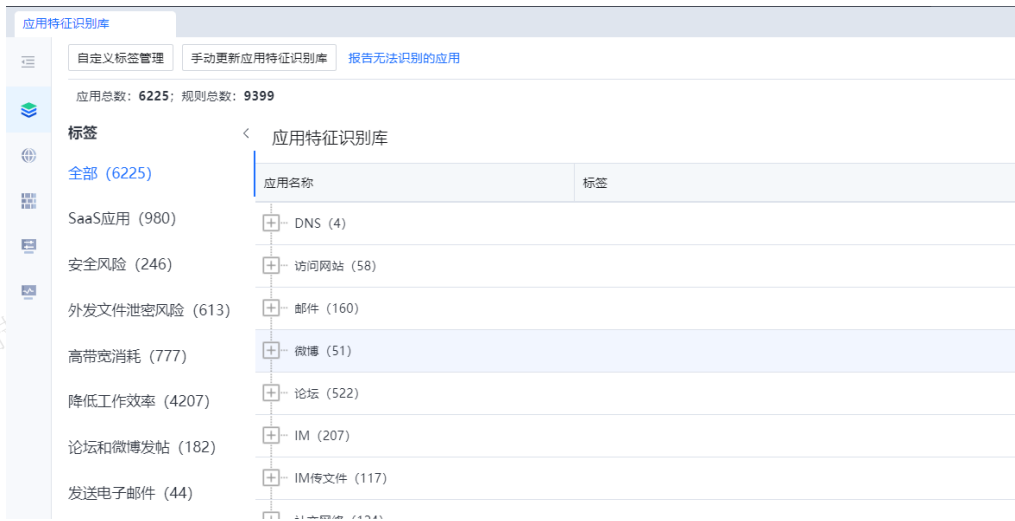 应用特征识别库
自定义标签管理 手动更新应用特征识别库 报告无法识别的应用
应用总数：6225；规则总数：9399
标签
全部（6225）
SaaS应用（980）
安全风险（246）
外发文件泄密风险（613）
高带宽消耗（777）
降低工作效率（4207）
论坛和微博发帖（182）
发送电子邮件（44）
应用特征识别库
应用名称 标签
DNS（4）
访问网站（58）
邮件（160）
微博（51）
论坛（522）
IM（207）
IM传文件（117）